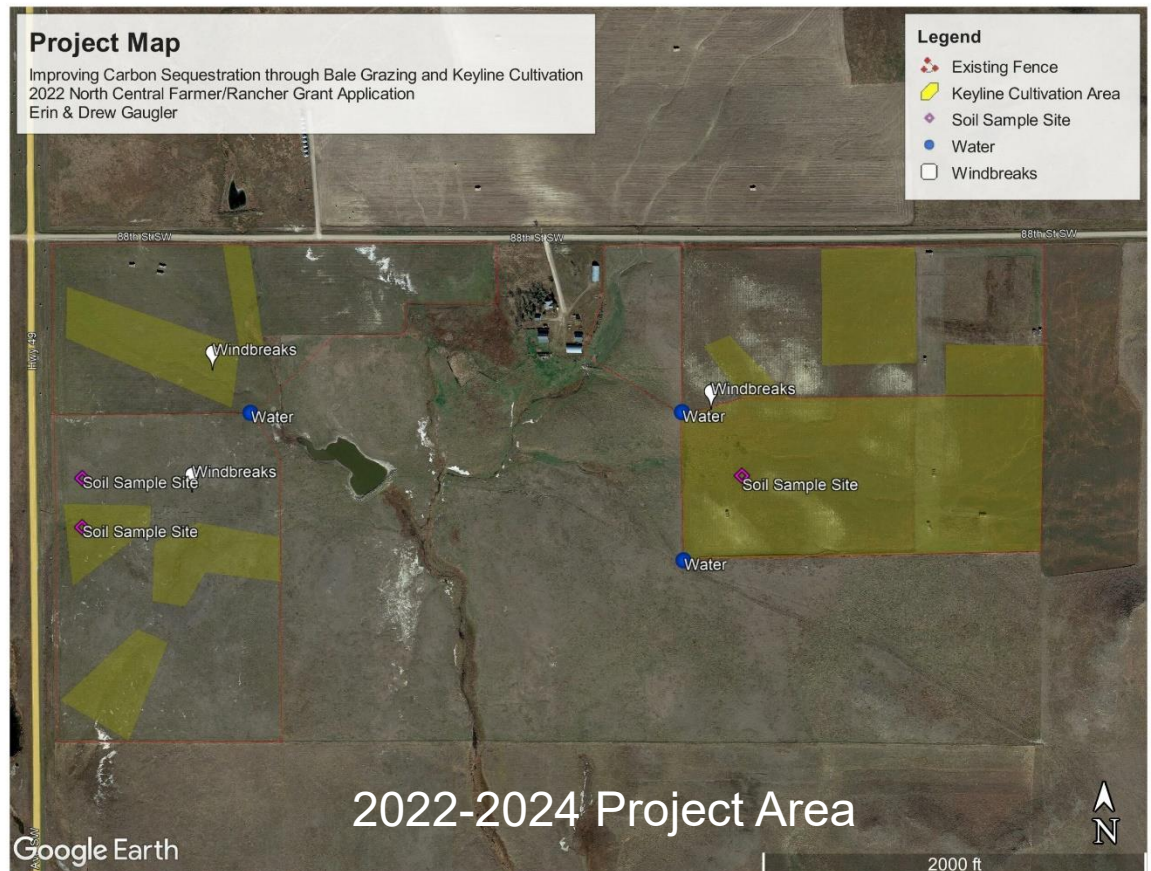 Project Map
Improving Carbon Sequestration through Bale Grazing and Keyline Cultivation
2022 North Central Farmer/Rancher Grant Application
Erin & Drew Gaugler
Legend
Existing Fence
Keyline Cultivation Area
Soil Sample Site
Water
Windbreaks
88th St SW
88th St SW
88th St SW
Hwy 49
Windbreaks
Windbreaks
Water
Water
Windbreaks
Soil Sample Site
Soil Sample Site
Soil Sample Site
Water
2022-2024 Project Area
N
Google Earth
2000 ft